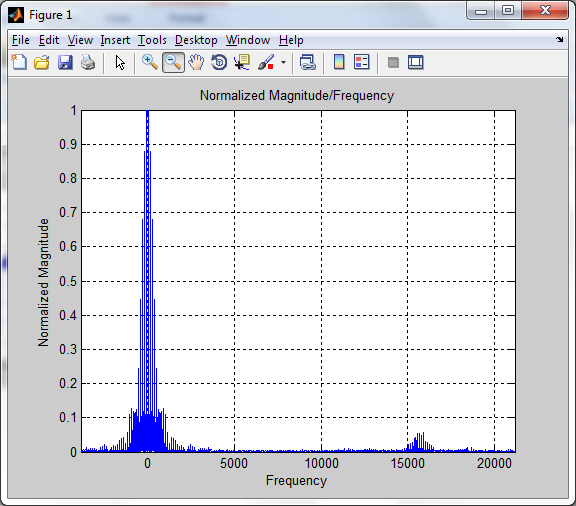 Figure 1
File Edit View Insert Tools Desktop Window Help
Normalized Magnitude/Frequency
1
0.9
0.8
0.7
0.6
0.5
0.4
0.3
0.2
0.1
0
Normalized Magnitude
0 5000 10000 15000 20000
Frequency